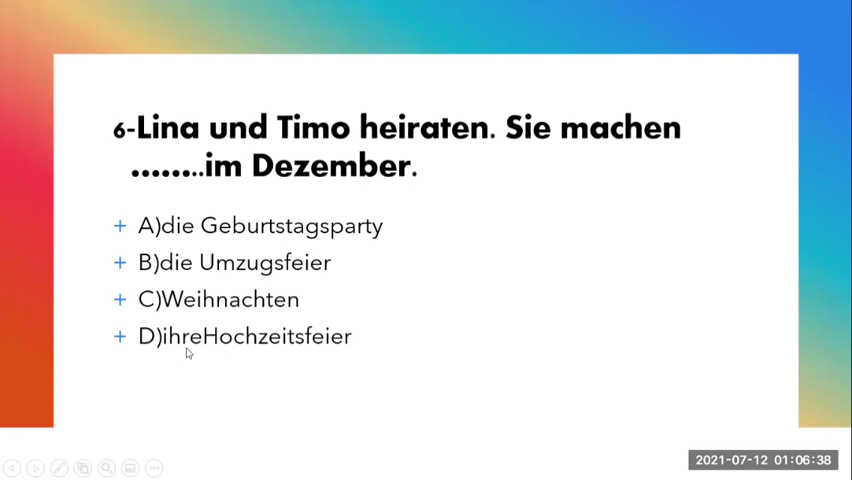 6-Lina und Timo heiraten. Sie machen
……..im Dezember.
+ A)die Geburtstagsparty
+ B)die Umzugsfeier
+ C)Weihnachten
+ D)ihreHochzeitsfeier
2021-07-12 01:06:38